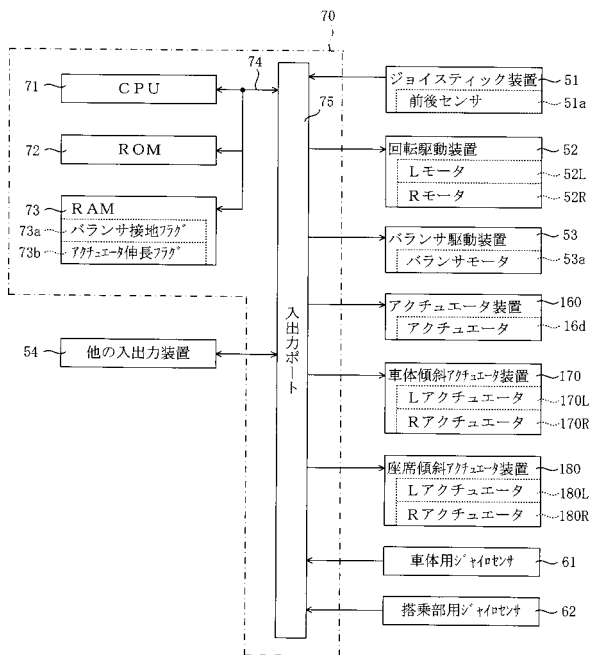 70
71
CPU
74
75
72
ROM
73
RAM
73a
バランサ接地フラグ
73b
アクチュエータ伸長フラグ
54
他の入出力装置
入出力ポート
ジョイスティック装置
51
前後センサ
51a
回転駆動装置
52
Lモータ
52L
Rモータ
52R
バランサ駆動装置
53
バランサモータ
53a
アクチュエータ装置
160
アクチュエータ
16d
車体傾斜アクチュエータ装置
170
Lアクチュエータ
170L
Rアクチュエータ
170R
座席傾斜アクチュエータ装置
180
Lアクチュエータ
180L
Rアクチュエータ
180R
車体用ジャイロセンサ
61
搭乗部用ジャイロセンサ
62